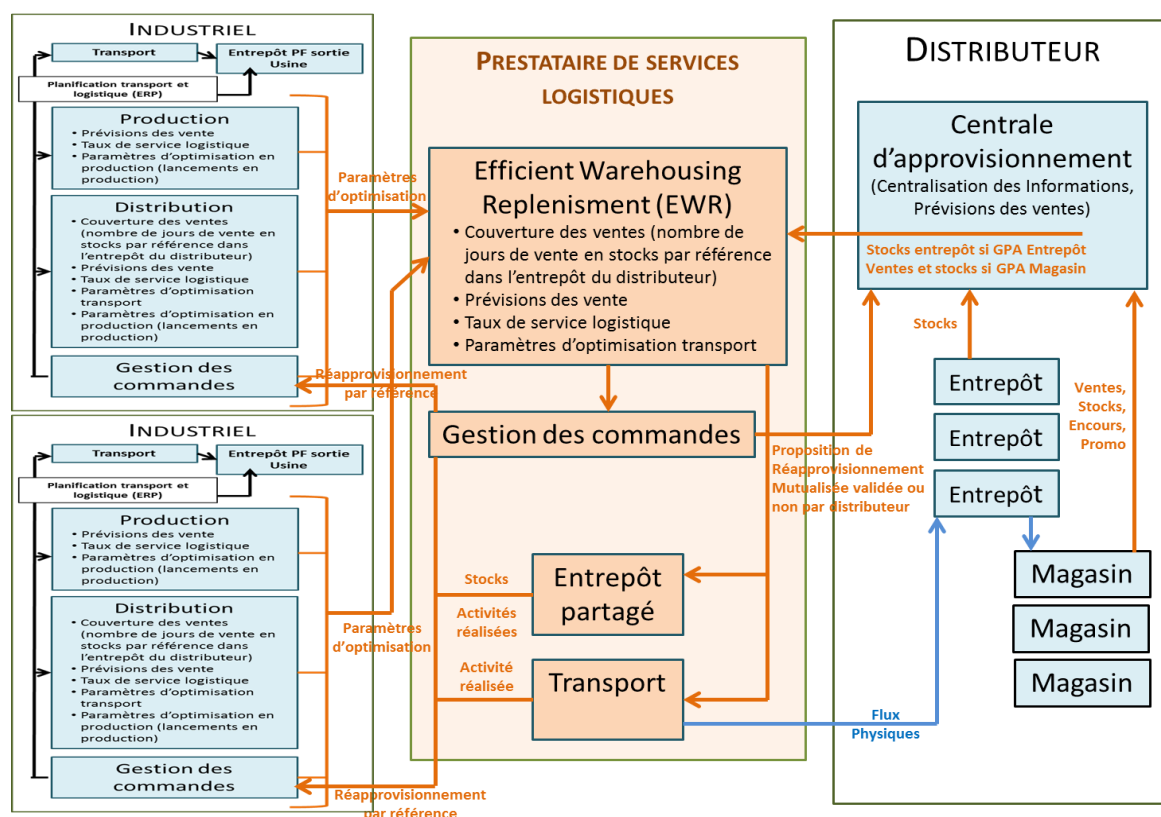 INDUSTRIEL
Transport
Entrepôt PF sortie
Usine
Planification transport et
logistique (ERP)
Production
• Prévisions des vente
• Taux de service logistique
• Paramètres d'optimisation en
production (lancements en
production)
Distribution
• Couverture des ventes
(nombre de jours de vente en
stocks par référence dans
l'entrepôt du distributeur)
• Prévisions des vente
• Taux de service logistique
• Paramètres d'optimisation
transport
• Paramètres d'optimisation en
production (lancements en
production)
Gestion des
commandes
Paramètres
d'optimisation
Réapprovisionnement
par référence
INDUSTRIEL
Transport
Entrepôt PF sortie
Usine
Planification transport et
logistique (ERP)
Production
• Prévisions des vente
• Taux de service logistique
• Paramètres d'optimisation en
production (lancements en
production)
Distribution
• Couverture des ventes
(nombre de jours de vente en
stocks par référence dans
l'entrepôt du distributeur)
• Prévisions des vente
• Taux de service logistique
• Paramètres d'optimisation
transport
• Paramètres d'optimisation en
production (lancements en
production)
Gestion des
commandes
Paramètres
d'optimisation
Réapprovisionnement
par référence
PRESTATAIRE DE SERVICES
LOGISTIQUES
Efficient Warehousing
Replenisment (EWR)
• Couverture des ventes (nombre de
jours de vente en stocks par référence
dans l'entrepôt du distributeur)
• Prévisions des vente
• Taux de service logistique
• Paramètres d'optimisation transport
Gestion des commandes
Proposition de
Réapprovisionnement
Mutualisée validée ou
non par distributeur
Stocks
Activités
réalisées
Entrepôt
partagé
Activité
réalisée
Transport
Flux
Physiques
DISTRIBUTEUR
Centrale
d'approvisionnement
(Centralisation des Informations,
Prévisions des ventes)
Stocks entrepôt si GPA Entrepôt
Ventes et stocks si GPA Magasin
Stocks
Entrepôt
Entrepôt
Entrepôt
Ventes,
Stocks,
Encours,
Promo
Magasin
Magasin
Magasin